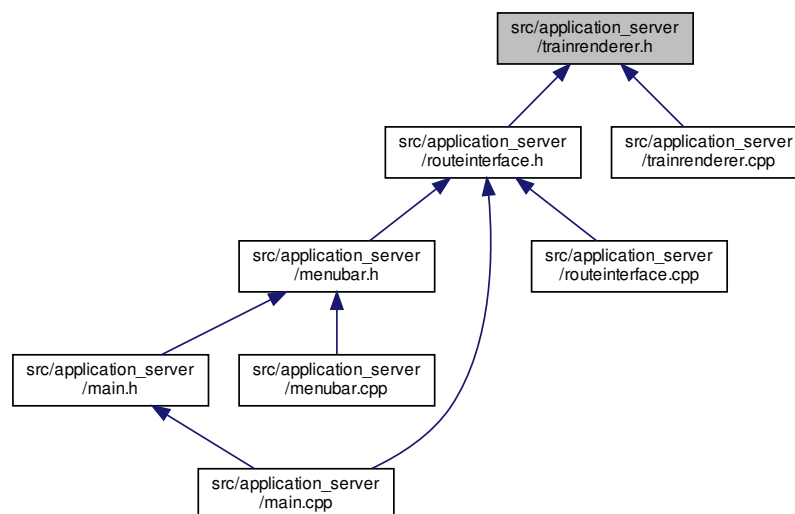 src/application_server
/trainrenderer.h
src/application_server
/routeinterface.h
src/application_server
/trainrenderer.cpp
src/application_server
/menubar.h
src/application_server
/routeinterface.cpp
src/application_server
/main.h
src/application_server
/menubar.cpp
src/application_server
/main.cpp